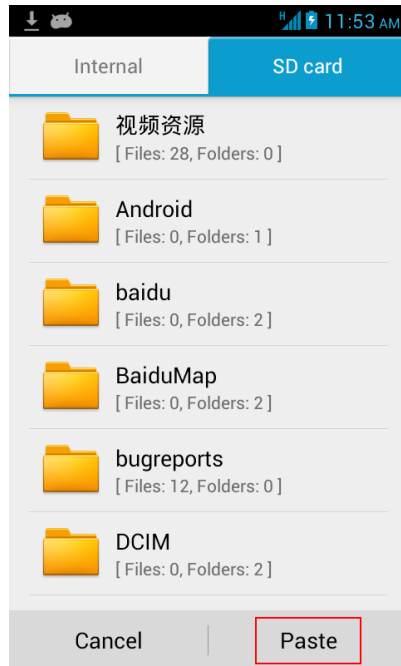 H 11:53 AM
Internal SD card
视频资源
[ Files: 28, Folders: 0 ]
Android
[ Files: 0, Folders: 1 ]
baidu
[ Files: 0, Folders: 2 ]
BaiduMap
[ Files: 0, Folders: 2 ]
bugreports
[ Files: 12, Folders: 0 ]
DCIM
[ Files: 0, Folders: 2 ]
Cancel Paste